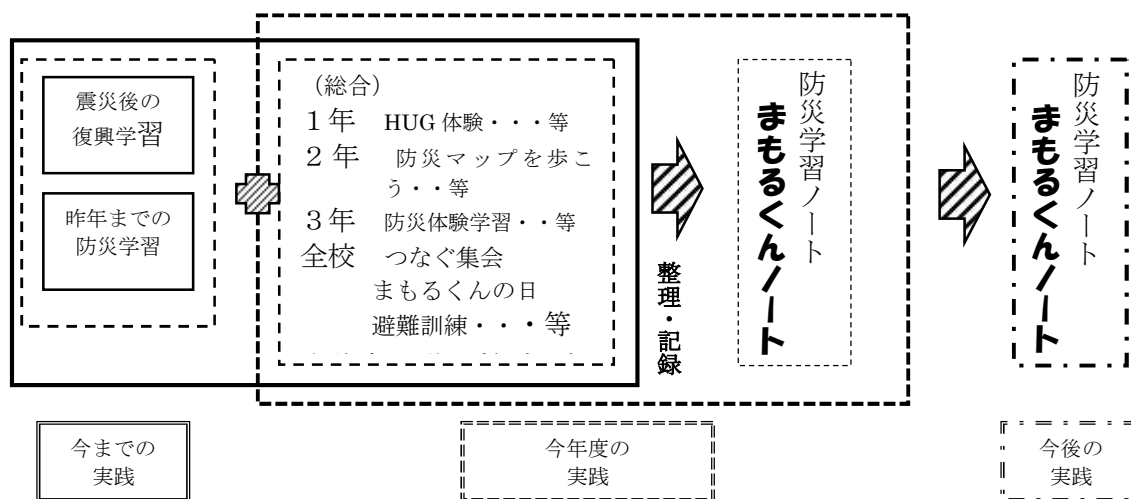 震災後の
復興学習
昨年までの
防災学習
（総合）
１年　HUG 体験・・・等
２年　防災マップを歩こ
う・・等
３年　防災体験学習・・等
全校　つなぐ集会
まもるくんの日
避難訓練・・・等
整理・記録
防災学習ノート
まもるくんノート
防災学習ノート
まもるくんノート
今までの
実践
今年度の
実践
今後の
実践